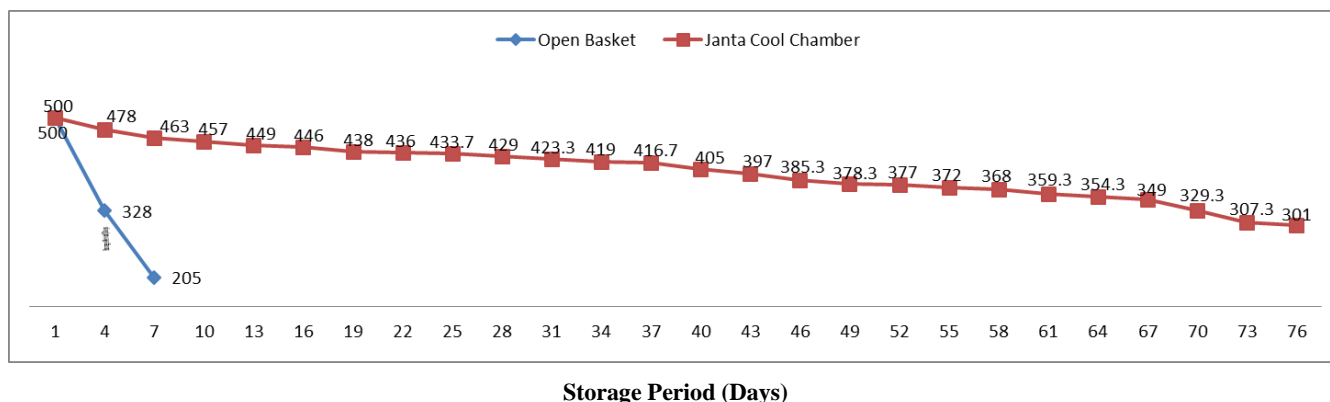 Open Basket Janta Cool Chamber
500 478 463 457 449 446 438 436 433.7 429 423.3 419 416.7 405 397 385.3 378.3 377 372 368 359.3 354.3 349 329.3 307.3 301
500
328
205
1 4 7 10 13 16 19 22 25 28 31 34 37 40 43 46 49 52 55 58 61 64 67 70 73 76
Storage Period (Days)